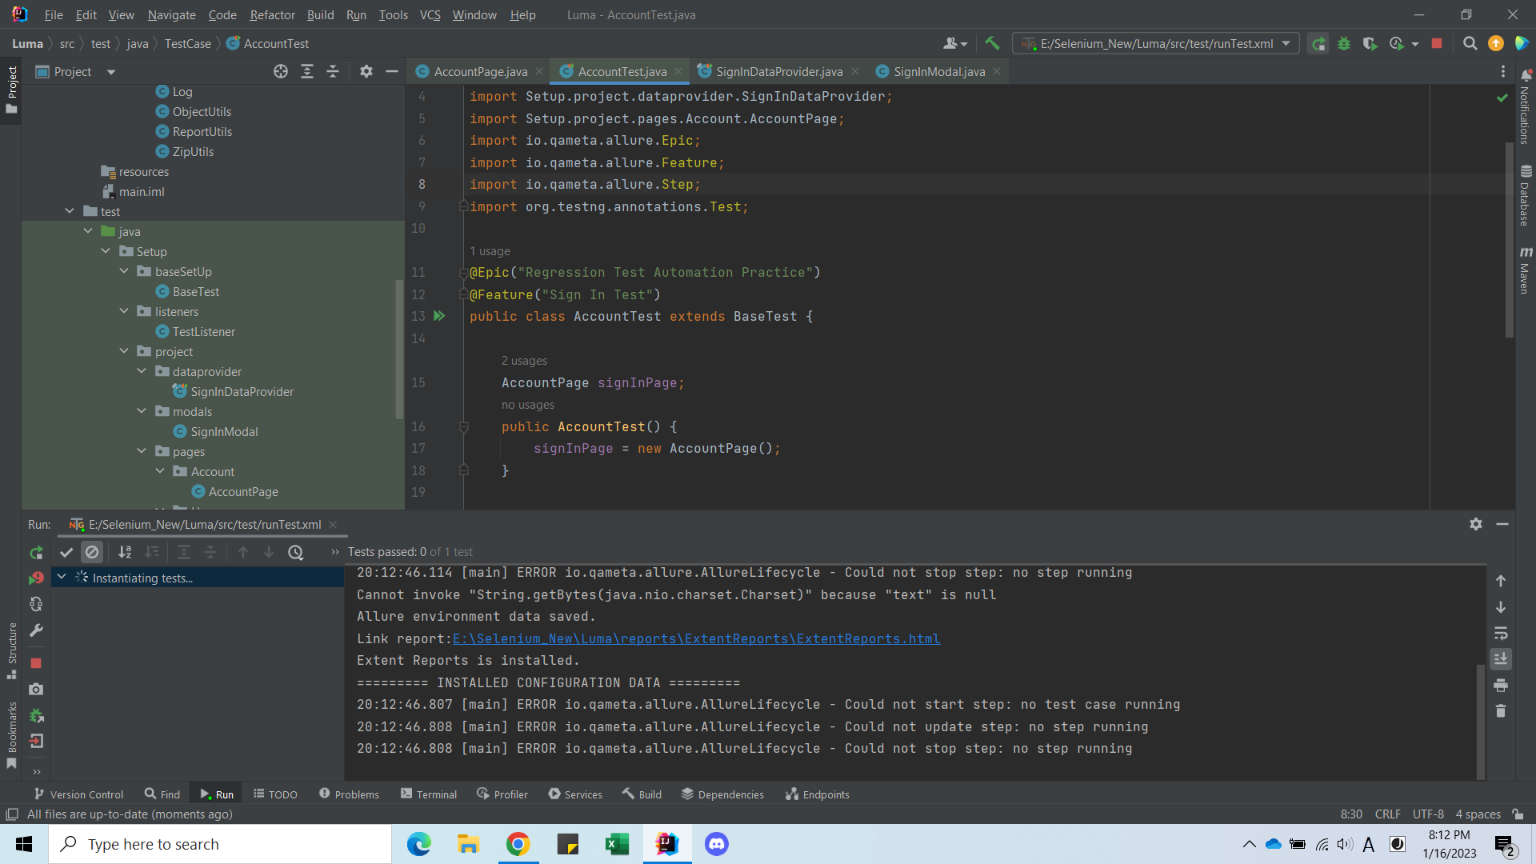 File Edit View Navigate Code Refactor Build Run Tools VCS Window Help Luma - AccountTest.java
Luma src test java TestCase AccountTest
E:/Selenium_New/Luma/src/test/runTest.xml
Project
AccountPage.java AccountTest.java SignInDataProvider.java SignInModal.java
Project
Notifications
Database
Maven
Structure
Bookmarks
Log
ObjectUtils
ReportUtils
ZipUtils
resources
main.iml
test
java
Setup
baseSetUp
BaseTest
listeners
TestListener
project
dataprovider
SignInDataProvider
modals
SignInModal
pages
Account
AccountPage
4 import Setup.project.dataprovider.SignInDataProvider;
5 import Setup.project.pages.Account.AccountPage;
6 import io.qameta.allure.Epic;
7 import io.qameta.allure.Feature;
8 import io.qameta.allure.Step;
9 import org.testng.annotations.Test;
10
1 usage
11 @Epic("Regression Test Automation Practice")
12 @Feature("Sign In Test")
13 public class AccountTest extends BaseTest {
14
2 usages
15 AccountPage signInPage;
no usages
16 public AccountTest() {
17 signInPage = new AccountPage();
18 }
19
Run: E:/Selenium_New/Luma/src/test/runTest.xml
Tests passed: 0 of 1 test
Instantiating tests...
20:12:46.114 [main] ERROR io.qameta.allure.AllureLifecycle - Could not stop step: no step running
Cannot invoke "String.getBytes(java.nio.charset.Charset)" because "text" is null
Allure environment data saved.
Link report:E:\Selenium_New\Luma\reports\ExtentReports\ExtentReports.html
Extent Reports is installed.
========= INSTALLED CONFIGURATION DATA =========
20:12:46.807 [main] ERROR io.qameta.allure.AllureLifecycle - Could not start step: no test case running
20:12:46.808 [main] ERROR io.qameta.allure.AllureLifecycle - Could not update step: no step running
20:12:46.808 [main] ERROR io.qameta.allure.AllureLifecycle - Could not stop step: no step running
Version Control Find Run TODO Problems Terminal Profiler Services Build Dependencies Endpoints
All files are up-to-date (moments ago) 8:30 CRLF UTF-8 4 spaces
Type here to search
8:12 PM
1/16/2023
2